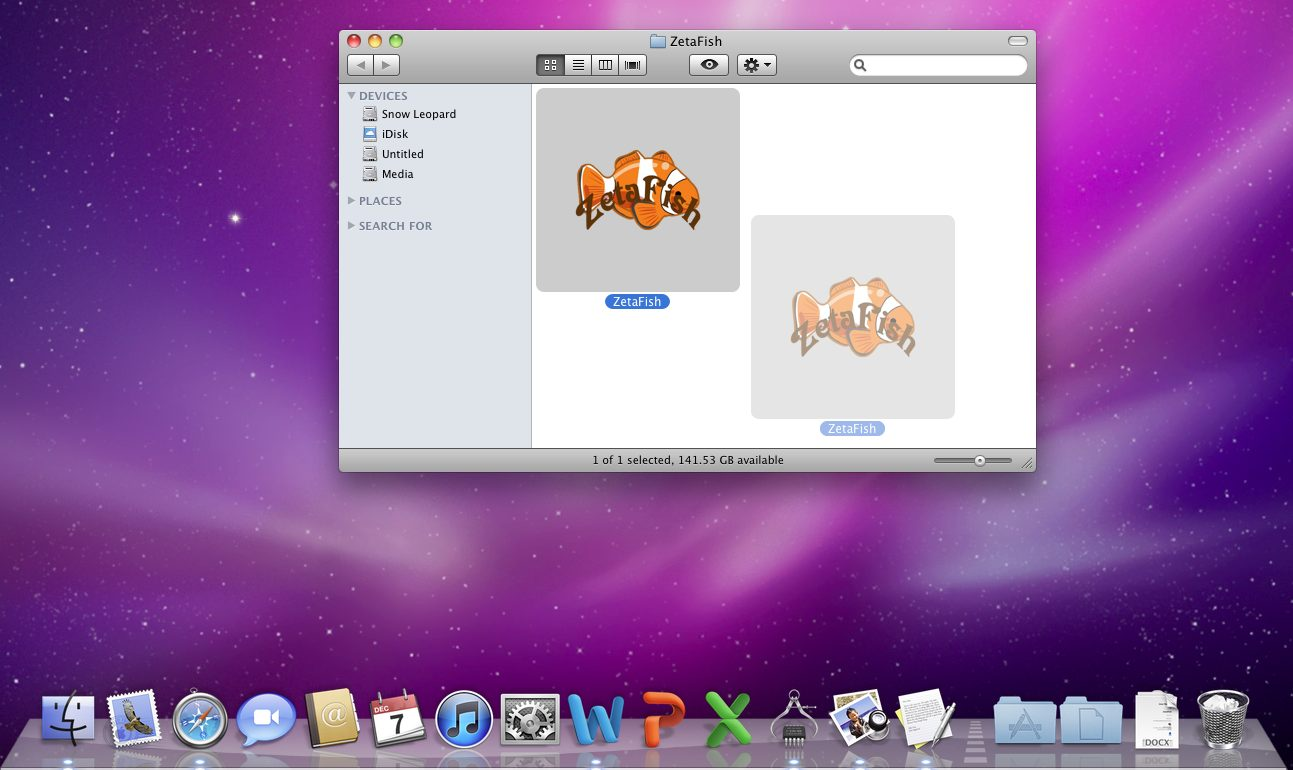 ZetaFish
DEVICES
Snow Leopard
iDisk
Untitled
Media
PLACES
SEARCH FOR
ZetaFish
ZetaFish
ZetaFish
ZetaFish
1 of 1 selected, 141.53 GB available
DEC
7
DOCX